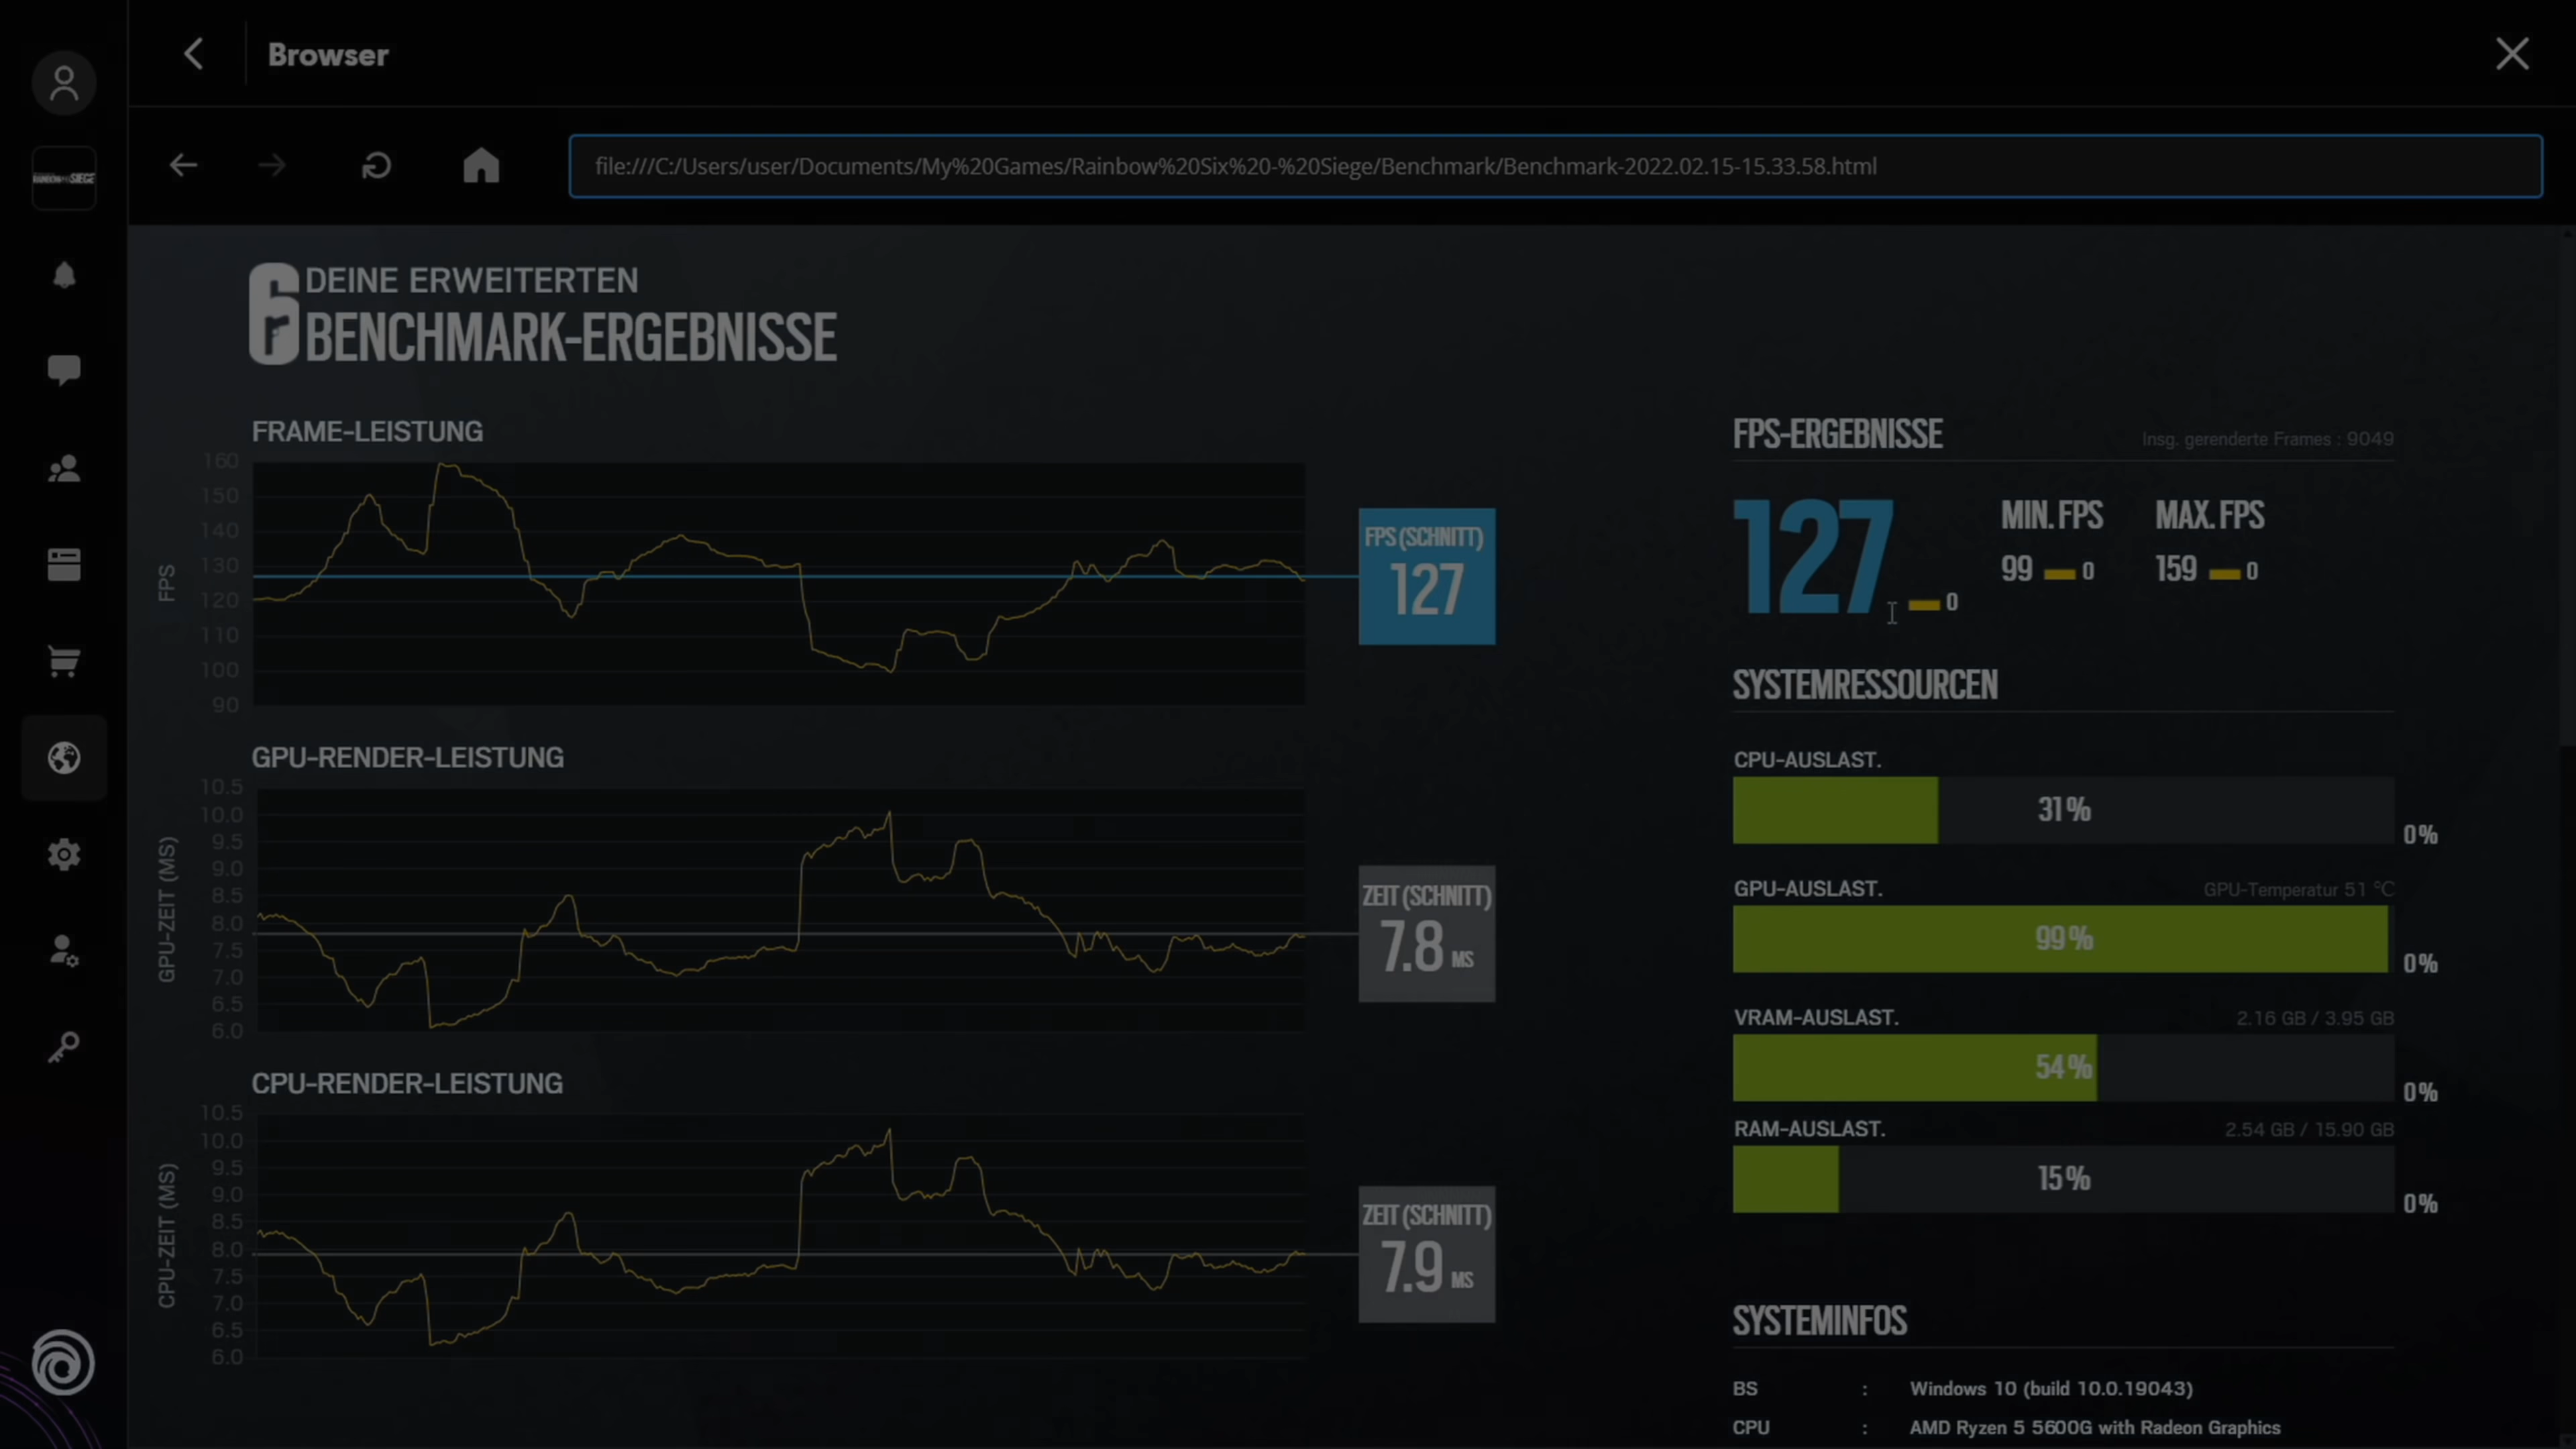 Browser
file:///C:/Users/user/Documents/My%20Games/Rainbow%20Six%20-%20Siege/Benchmark/Benchmark-2022.02.15-15.33.58.html
DEINE ERWEITERTEN
BENCHMARK-ERGEBNISSE
FRAME-LEISTUNG
160
150
140
130
120
110
100
90
FPS
FPS (SCHNITT)
127
GPU-RENDER-LEISTUNG
10.5
10.0
9.5
9.0
8.5
8.0
7.5
7.0
6.5
6.0
GPU-ZEIT (MS)
ZEIT (SCHNITT)
7.8 MS
CPU-RENDER-LEISTUNG
10.5
10.0
9.5
9.0
8.5
8.0
7.5
7.0
6.5
6.0
CPU-ZEIT (MS)
ZEIT (SCHNITT)
7.9 MS
FPS-ERGEBNISSE
Insg. gerenderte Frames : 9049
127
0
MIN. FPS
99 0
MAX. FPS
159 0
SYSTEMRESSOURCEN
CPU-AUSLAST.
31%
0%
GPU-AUSLAST.
GPU-Temperatur 51 °C
99%
0%
VRAM-AUSLAST.
2.16 GB / 3.95 GB
54%
0%
RAM-AUSLAST.
2.54 GB / 15.90 GB
15%
0%
SYSTEMINFOS
BS : Windows 10 (build 10.0.19043)
CPU : AMD Ryzen 5 5600G with Radeon Graphics